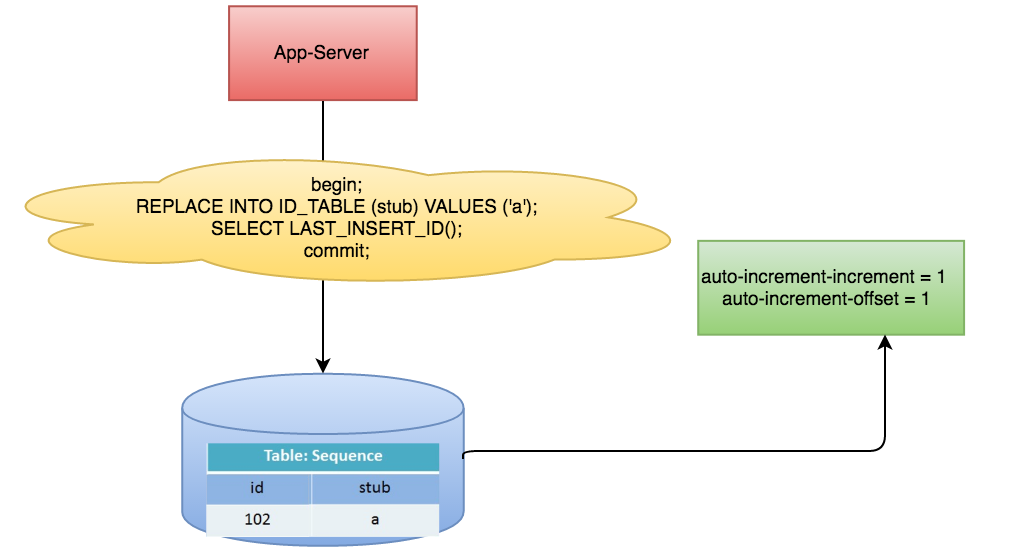 App-Server
begin;
REPLACE INTO ID_TABLE (stub) VALUES ('a');
SELECT LAST_INSERT_ID();
commit;
auto-increment-increment = 1
auto-increment-offset = 1
Table: Sequence
id stub
102 a